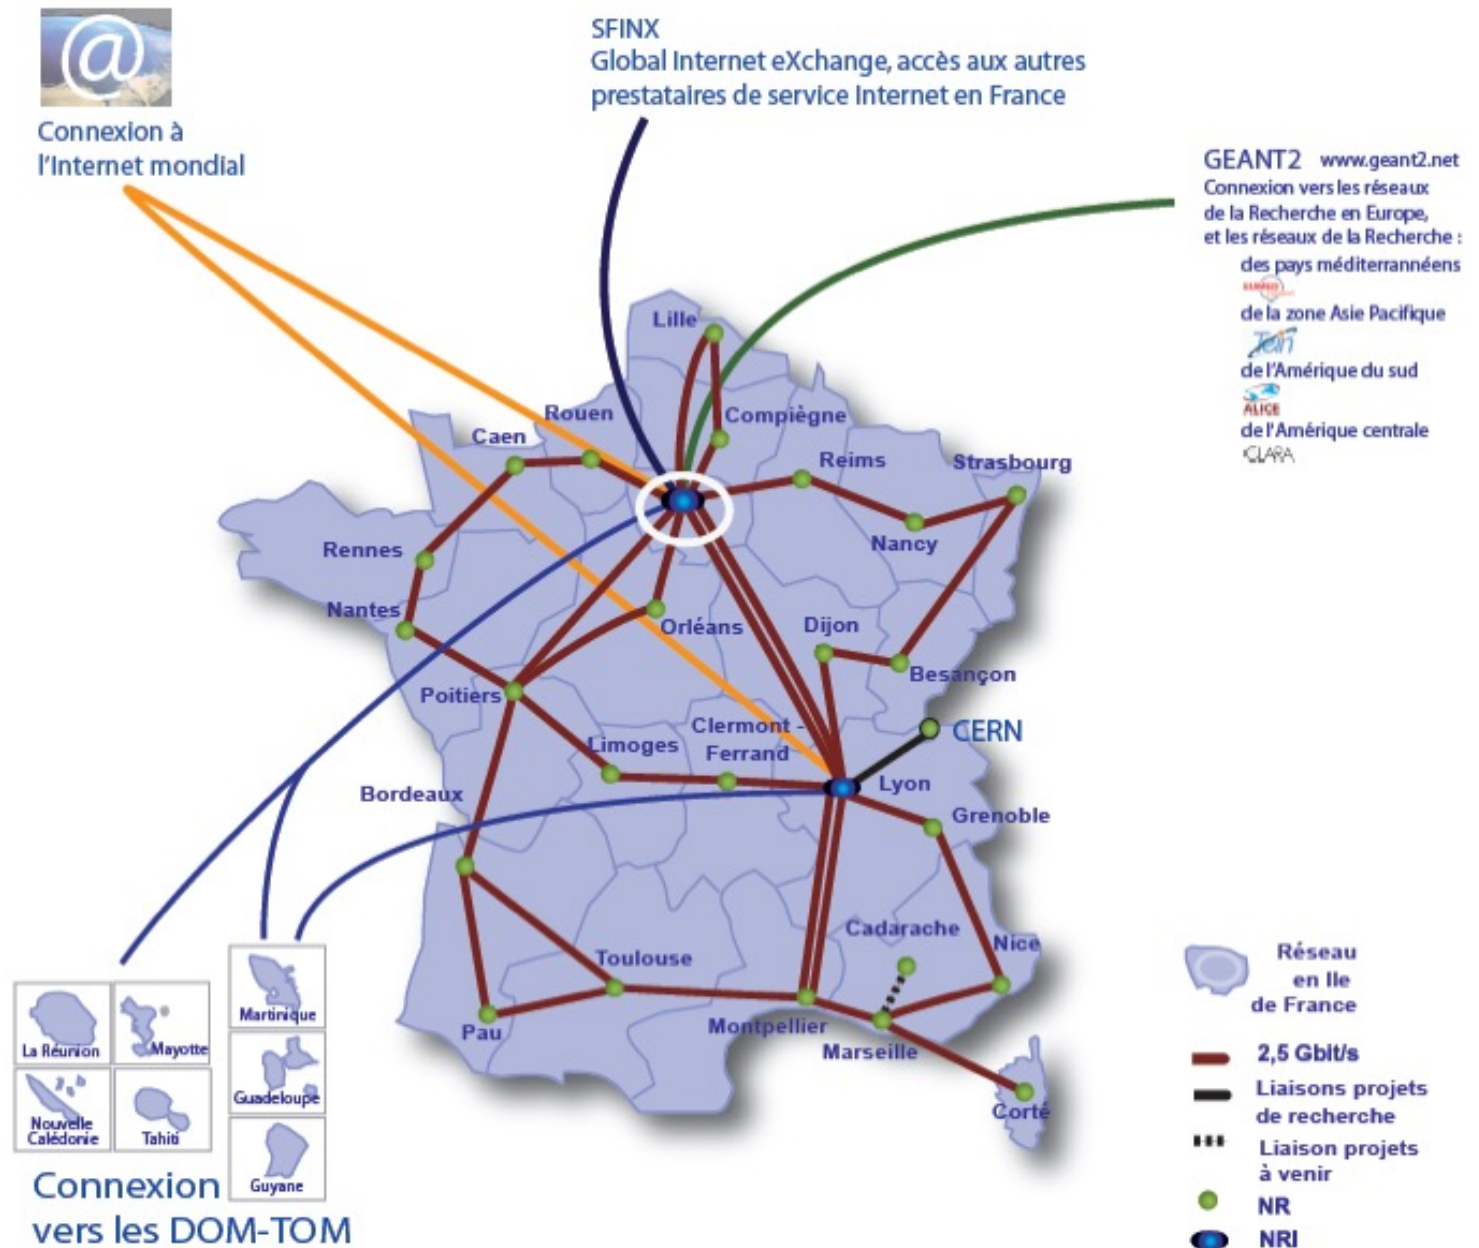 @
Connexion à
l'Internet mondial
SFINX
Global Internet eXchange, accès aux autres
prestataires de service Internet en France
GEANT2 www.geant2.net
Connexion vers les réseaux
de la Recherche en Europe,
et les réseaux de la Recherche :
des pays méditerrannéens
de la zone Asie Pacifique
Tein
de l'Amérique du sud
ALICE
de l'Amérique centrale
CLARA
Lille
Rouen
Compiègne
Caen
Reims
Strasbourg
Rennes
Nancy
Nantes
Orléans
Dijon
Besançon
Poitiers
Clermont -
Ferrand
Limoges
CERN
Lyon
Bordeaux
Grenoble
Cadarache
Nice
Toulouse
Pau
Montpellier
Marseille
Corté
La Réunion
Mayotte
Nouvelle
Calédonie
Tahiti
Martinique
Guadeloupe
Guyane
Connexion
vers les DOM-TOM
Réseau
en Ile
de France
2,5 Gbit/s
Liaisons projets
de recherche
Liaison projets
à venir
NR
NRI